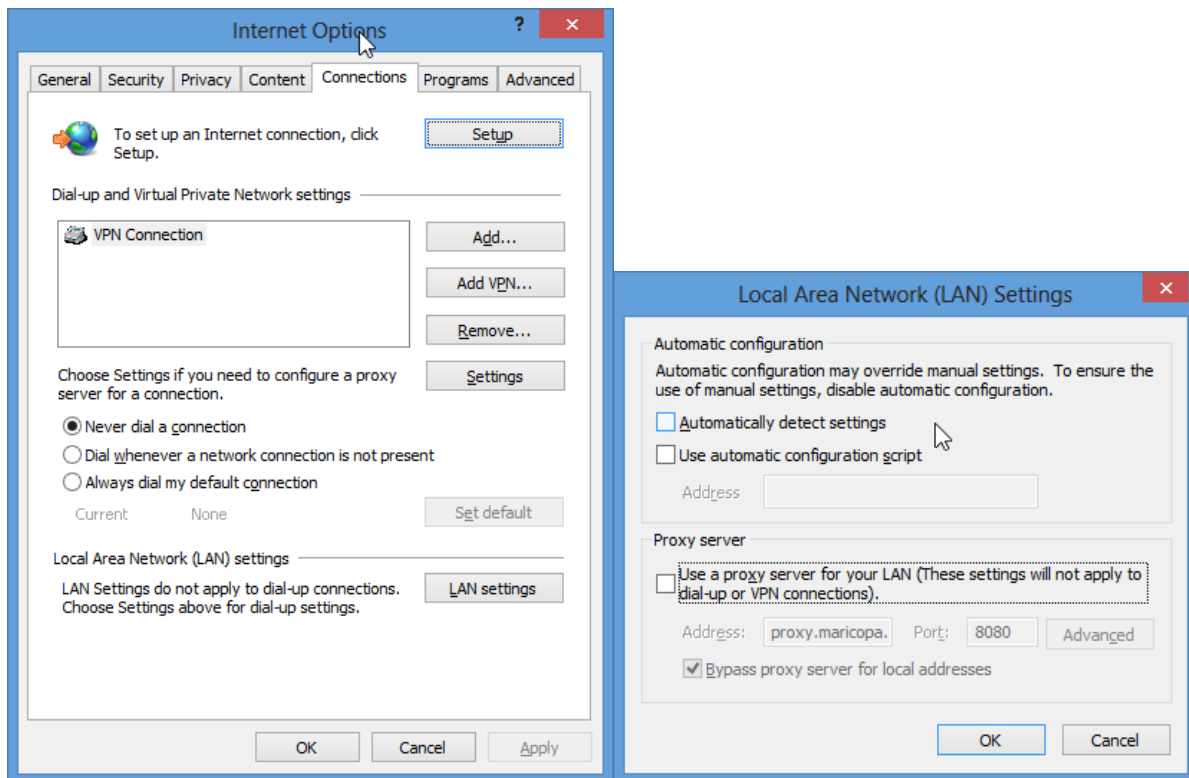 Internet Options
?
General Security Privacy Content Connections Programs Advanced
To set up an Internet connection, click
Setup.
Setup
Dial-up and Virtual Private Network settings
VPN Connection
Add...
Add VPN...
Remove...
Choose Settings if you need to configure a proxy
server for a connection.
Settings
Never dial a connection
Dial whenever a network connection is not present
Always dial my default connection
Current None
Set default
Local Area Network (LAN) settings
LAN Settings do not apply to dial-up connections.
Choose Settings above for dial-up settings.
LAN settings
OK Cancel Apply
Local Area Network (LAN) Settings
Automatic configuration
Automatic configuration may override manual settings. To ensure the
use of manual settings, disable automatic configuration.
Automatically detect settings
Use automatic configuration script
Address
Proxy server
Use a proxy server for your LAN (These settings will not apply to
dial-up or VPN connections).
Address: proxy.maricopa. Port: 8080 Advanced
Bypass proxy server for local addresses
OK Cancel